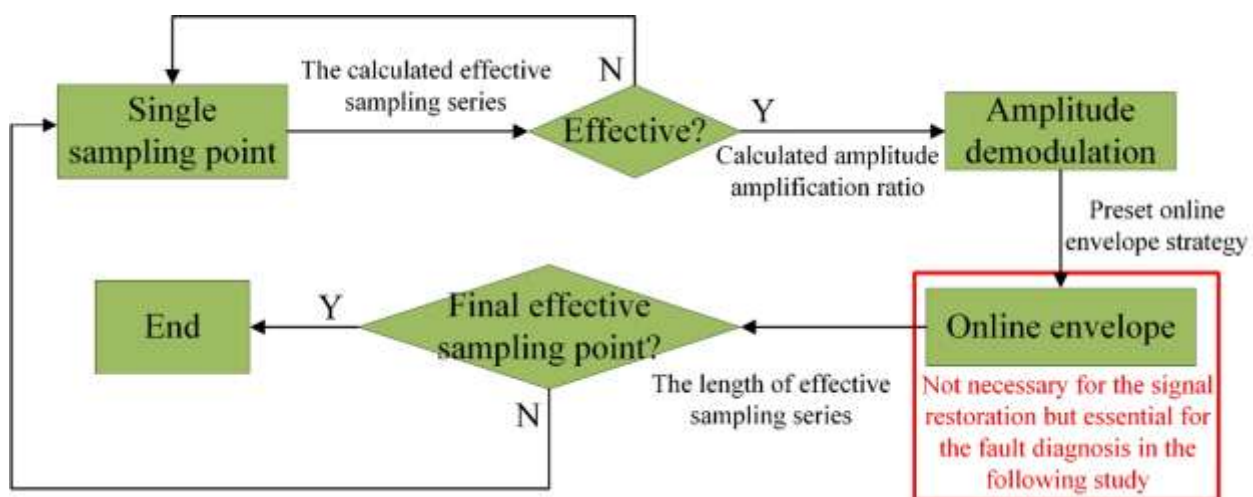 Single
sampling point
The calculated effective
sampling series
N
Effective?
Y
Calculated amplitude
amplification ratio
Amplitude
demodulation
Preset online
envelope strategy
Online envelope
Not necessary for the signal
restoration but essential for
the fault diagnosis in the
following study
The length of effective
sampling series
Final effective
sampling point?
Y
End
N